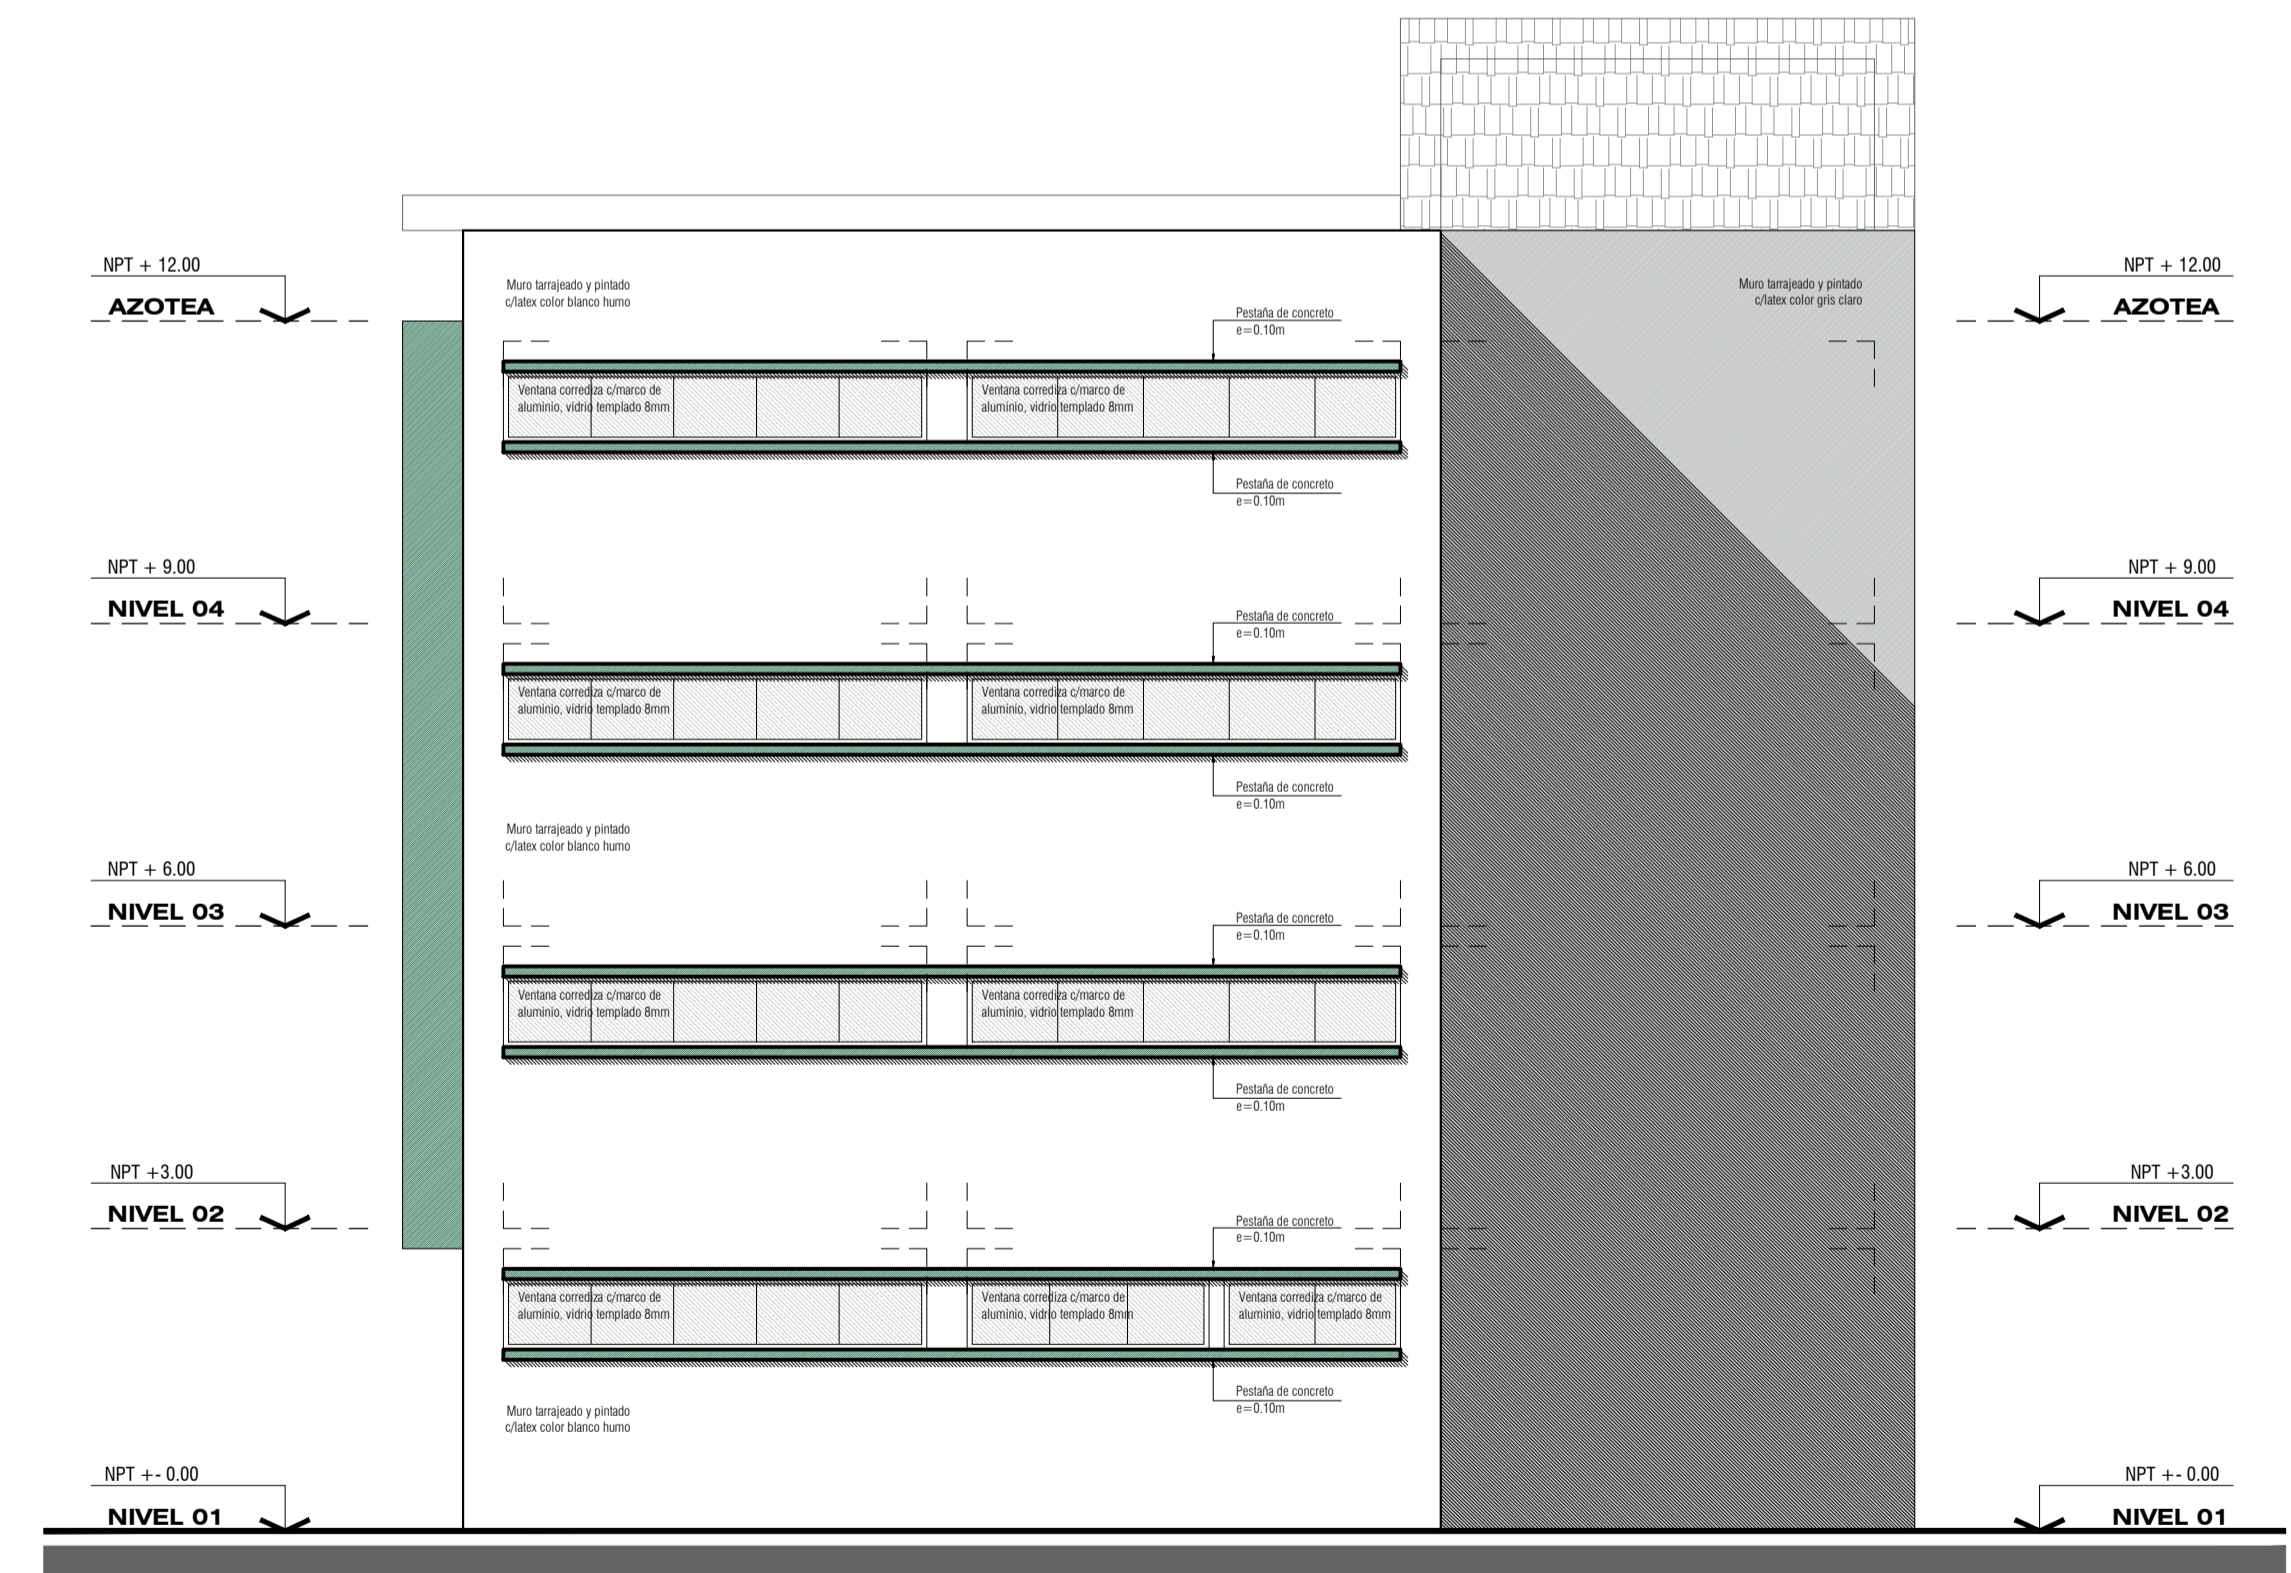 NPT + 12.00
AZOTEA
NPT + 12.00
AZOTEA
Muro tarrajeado y pintado
c/latex color blanco humo
Muro tarrajeado y pintado
c/latex color gris claro
Pestaña de concreto
e=0.10m
Ventana corrediza c/marco de
aluminio, vidrio templado 8mm
Ventana corrediza c/marco de
aluminio, vidrio templado 8mm
Pestaña de concreto
e=0.10m
NPT + 9.00
NIVEL 04
NPT + 9.00
NIVEL 04
Pestaña de concreto
e=0.10m
Ventana corrediza c/marco de
aluminio, vidrio templado 8mm
Ventana corrediza c/marco de
aluminio, vidrio templado 8mm
Pestaña de concreto
e=0.10m
Muro tarrajeado y pintado
c/latex color blanco humo
NPT + 6.00
NIVEL 03
NPT + 6.00
NIVEL 03
Pestaña de concreto
e=0.10m
Ventana corrediza c/marco de
aluminio, vidrio templado 8mm
Ventana corrediza c/marco de
aluminio, vidrio templado 8mm
Pestaña de concreto
e=0.10m
NPT +3.00
NIVEL 02
NPT +3.00
NIVEL 02
Pestaña de concreto
e=0.10m
Ventana corrediza c/marco de
aluminio, vidrio templado 8mm
Ventana corrediza c/marco de
aluminio, vidrio templado 8mm
Ventana corrediza c/marco de
aluminio, vidrio templado 8mm
Pestaña de concreto
e=0.10m
Muro tarrajeado y pintado
c/latex color blanco humo
NPT +- 0.00
NIVEL 01
NPT +- 0.00
NIVEL 01